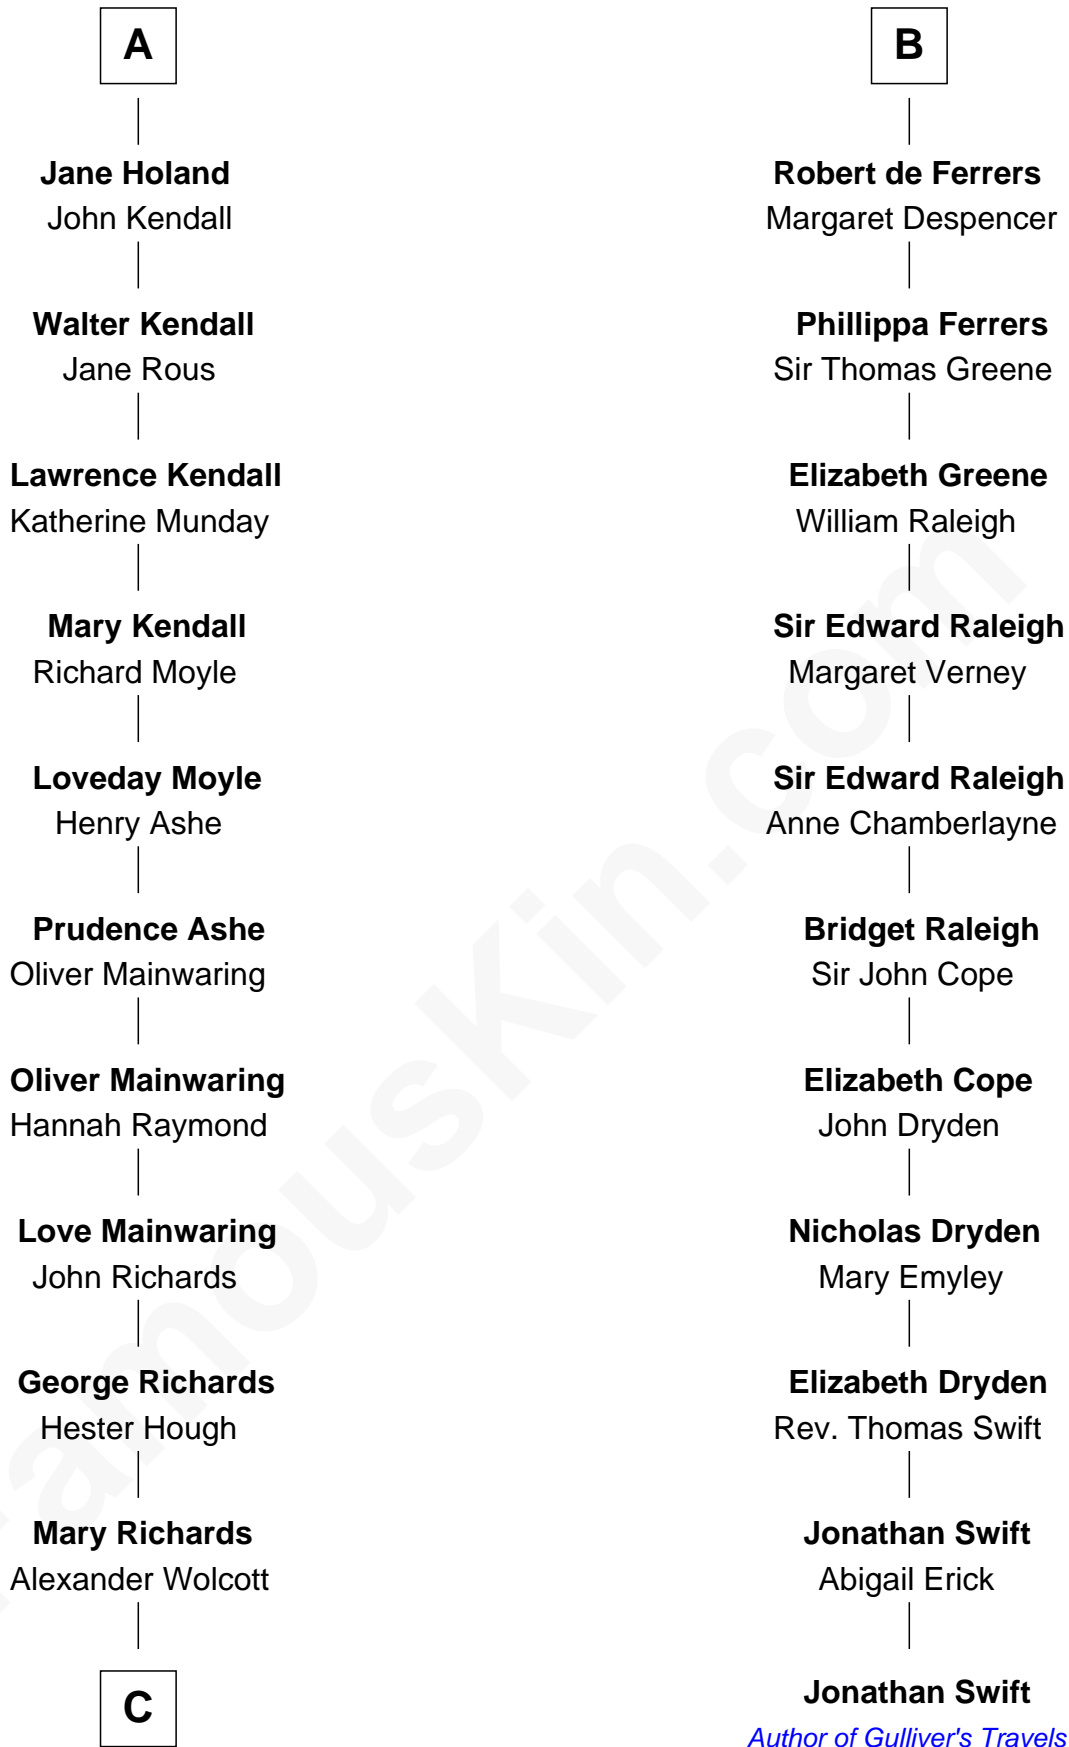 A
Jane Holand
John Kendall
Walter Kendall
Jane Rous
Lawrence Kendall
Katherine Munday
Mary Kendall
Richard Moyle
Loveday Moyle
Henry Ashe
Prudence Ashe
Oliver Mainwaring
Oliver Mainwaring
Hannah Raymond
Love Mainwaring
John Richards
George Richards
Hester Hough
Mary Richards
Alexander Wolcott
C
B
Robert de Ferrers
Margaret Despencer
Phillippa Ferrers
Sir Thomas Greene
Elizabeth Greene
William Raleigh
Sir Edward Raleigh
Margaret Verney
Sir Edward Raleigh
Anne Chamberlayne
Bridget Raleigh
Sir John Cope
Elizabeth Cope
John Dryden
Nicholas Dryden
Mary Emyley
Elizabeth Dryden
Rev. Thomas Swift
Jonathan Swift
Abigail Erick
Jonathan Swift
Author of Gulliver's Travels
FamousKin.com